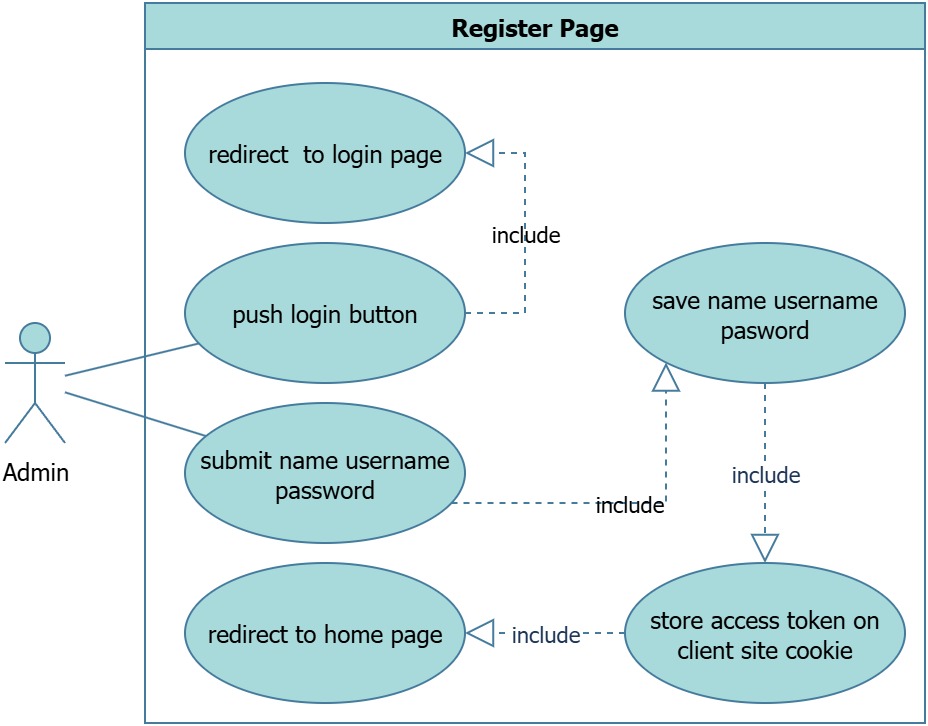 Register Page
redirect  to login page
include
push login button
save name username
pasword
Admin
submit name username
password
include
include
redirect to home page
include
store access token on
client site cookie